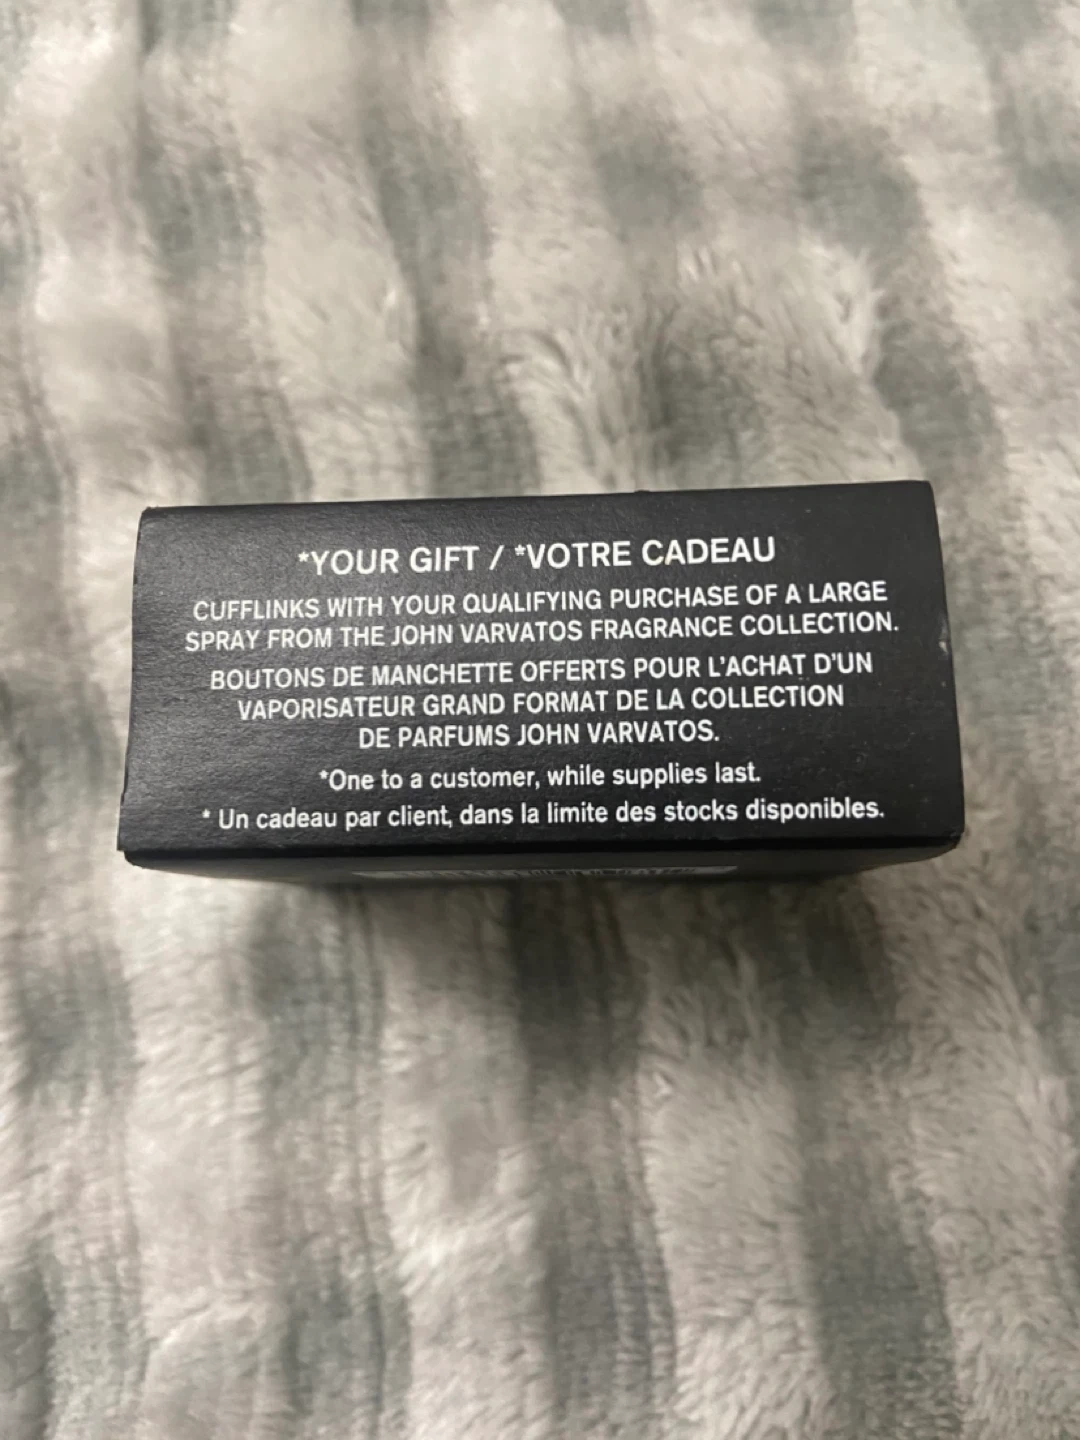 *YOUR GIFT / *VOTRE CADEAU
CUFFLINKS WITH YOUR QUALIFYING PURCHASE OF A LARGE
SPRAY FROM THE JOHN VARVATOS FRAGRANCE COLLECTION.
BOUTONS DE MANCHETTE OFFERTS POUR L'ACHAT D'UN
VAPORISATEUR GRAND FORMAT DE LA COLLECTION
DE PARFUMS JOHN VARVATOS.
*One to a customer, while supplies last.
* Un cadeau par client, dans la limite des stocks disponibles.